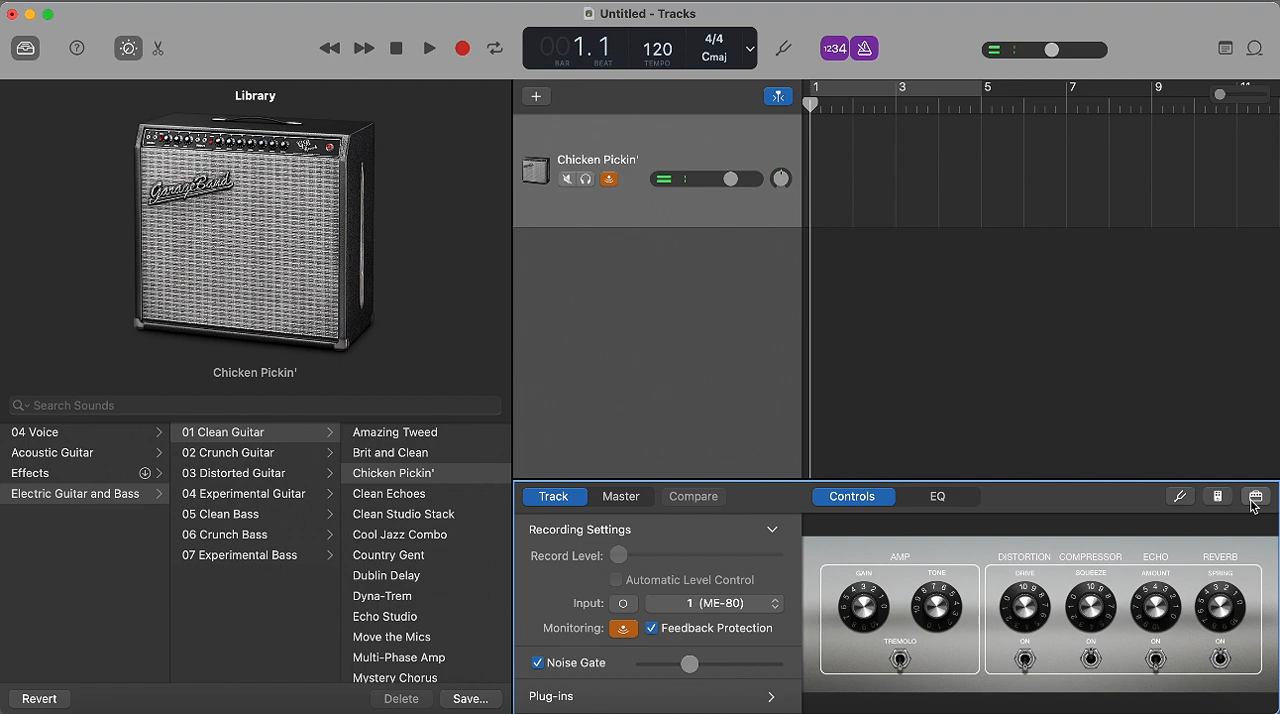 Untitled - Tracks
001. 1
BAR
BEAT
120
TEMPO
4/4
Cmaj
1234
Library
GarageBand
Chicken Pickin'
Search Sounds
04 Voice
Acoustic Guitar
Effects
Electric Guitar and Bass
01 Clean Guitar
02 Crunch Guitar
03 Distorted Guitar
04 Experimental Guitar
05 Clean Bass
06 Crunch Bass
07 Experimental Bass
Amazing Tweed
Brit and Clean
Chicken Pickin'
Clean Echoes
Clean Studio Stack
Cool Jazz Combo
Country Gent
Dublin Delay
Dyna-Trem
Echo Studio
Move the Mics
Multi-Phase Amp
Mystery Chorus
Revert
Delete
Save...
1 3 5 7 9
Chicken Pickin'
Track
Master
Compare
Controls
EQ
Recording Settings
Record Level:
Automatic Level Control
Input:
1 (ME-80)
Monitoring:
Feedback Protection
Noise Gate
Plug-ins
AMP
GAIN
TONE
TREMOLO
DISTORTION COMPRESSOR ECHO REVERB
DRIVE SQUEEZE AMOUNT SPRING
ON ON ON ON